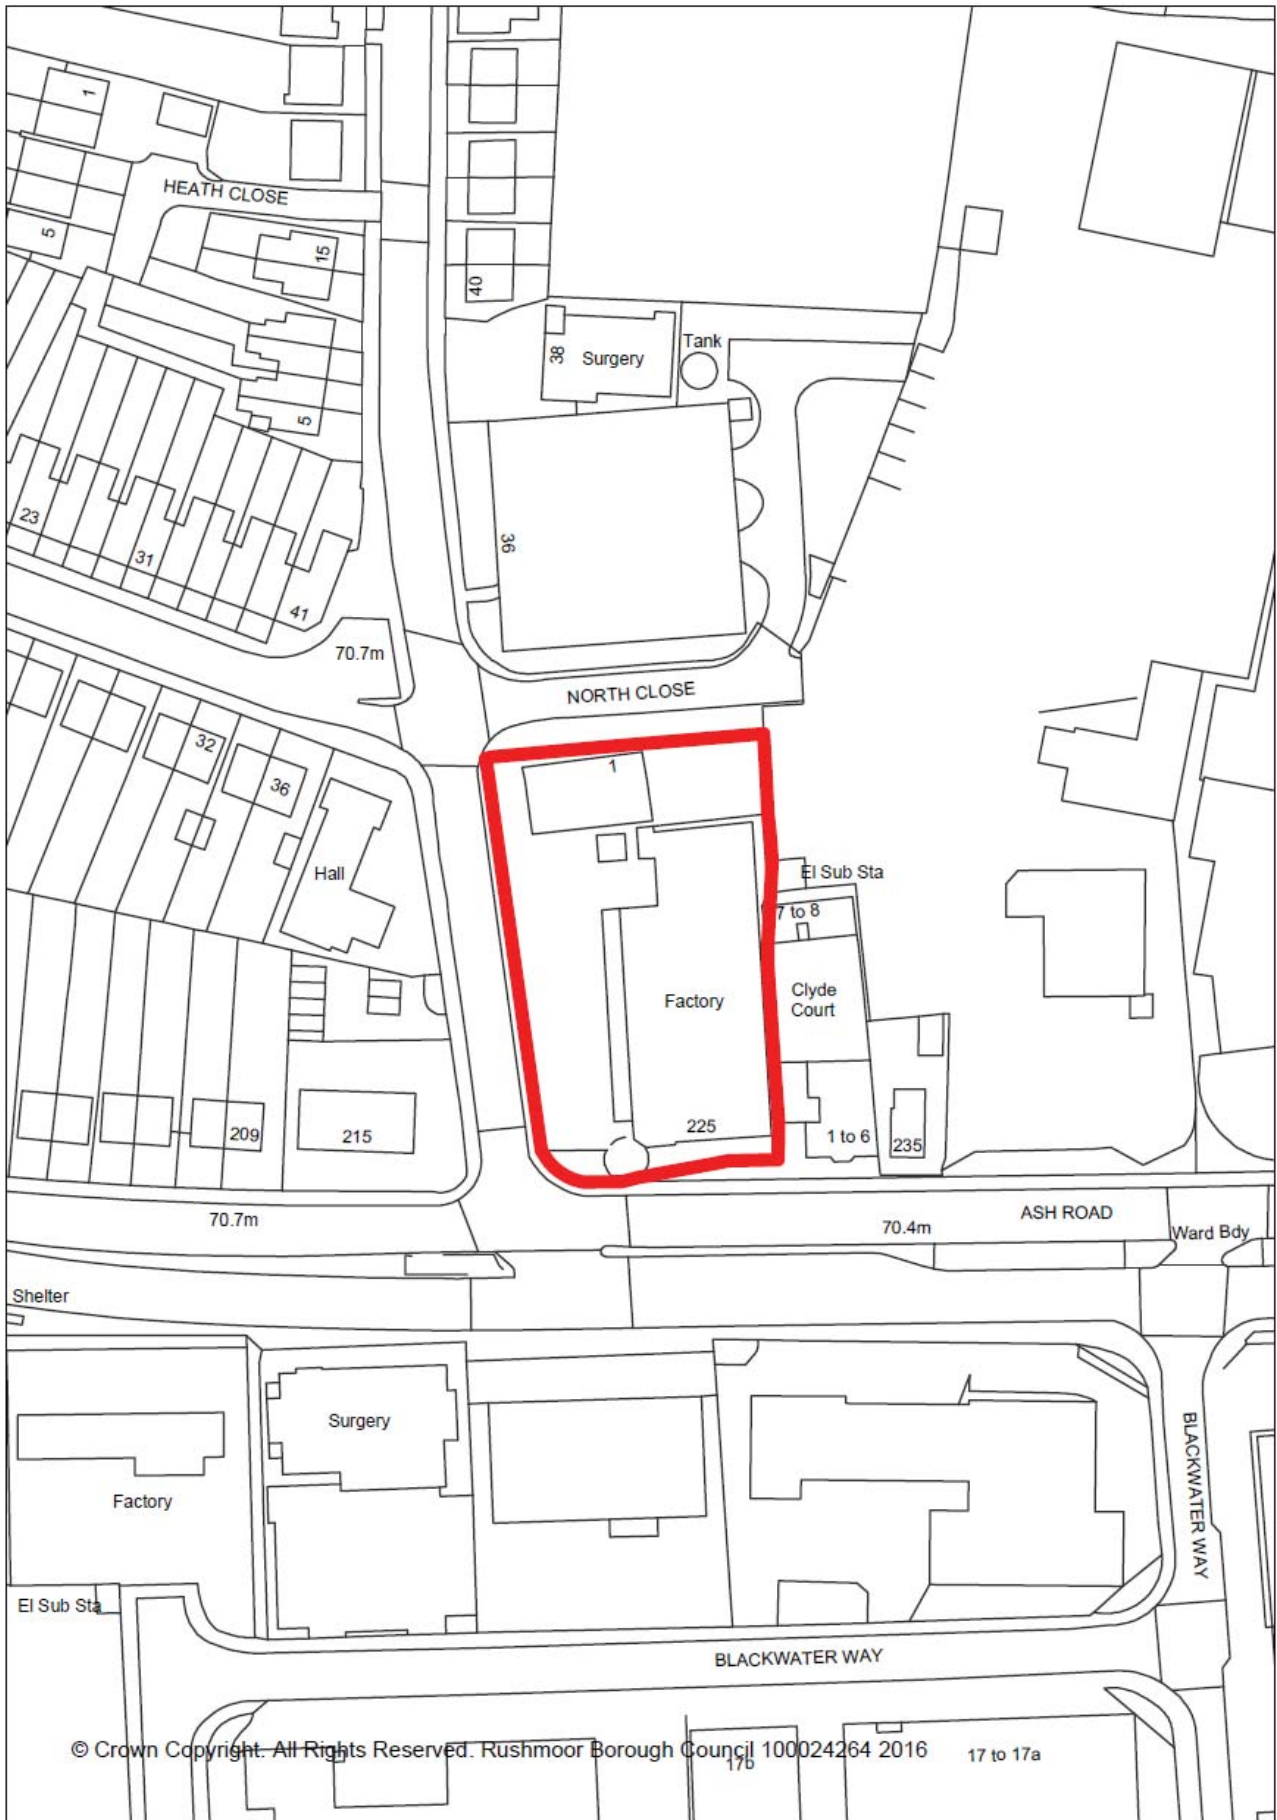 1
HEATH CLOSE
5
15
40
38
Surgery
Tank
5
23
31
36
41
70.7m
NORTH CLOSE
32
36
1
Hall
El Sub Sta
7 to 8
Factory
Clyde
Court
209
215
225
1 to 6
235
70.7m
70.4m
ASH ROAD
Ward Bdy
Shelter
Surgery
Factory
BLACKWATER WAY
El Sub Sta
BLACKWATER WAY
© Crown Copyright. All Rights Reserved. Rushmoor Borough Council 100024264 2016
17b
17 to 17a